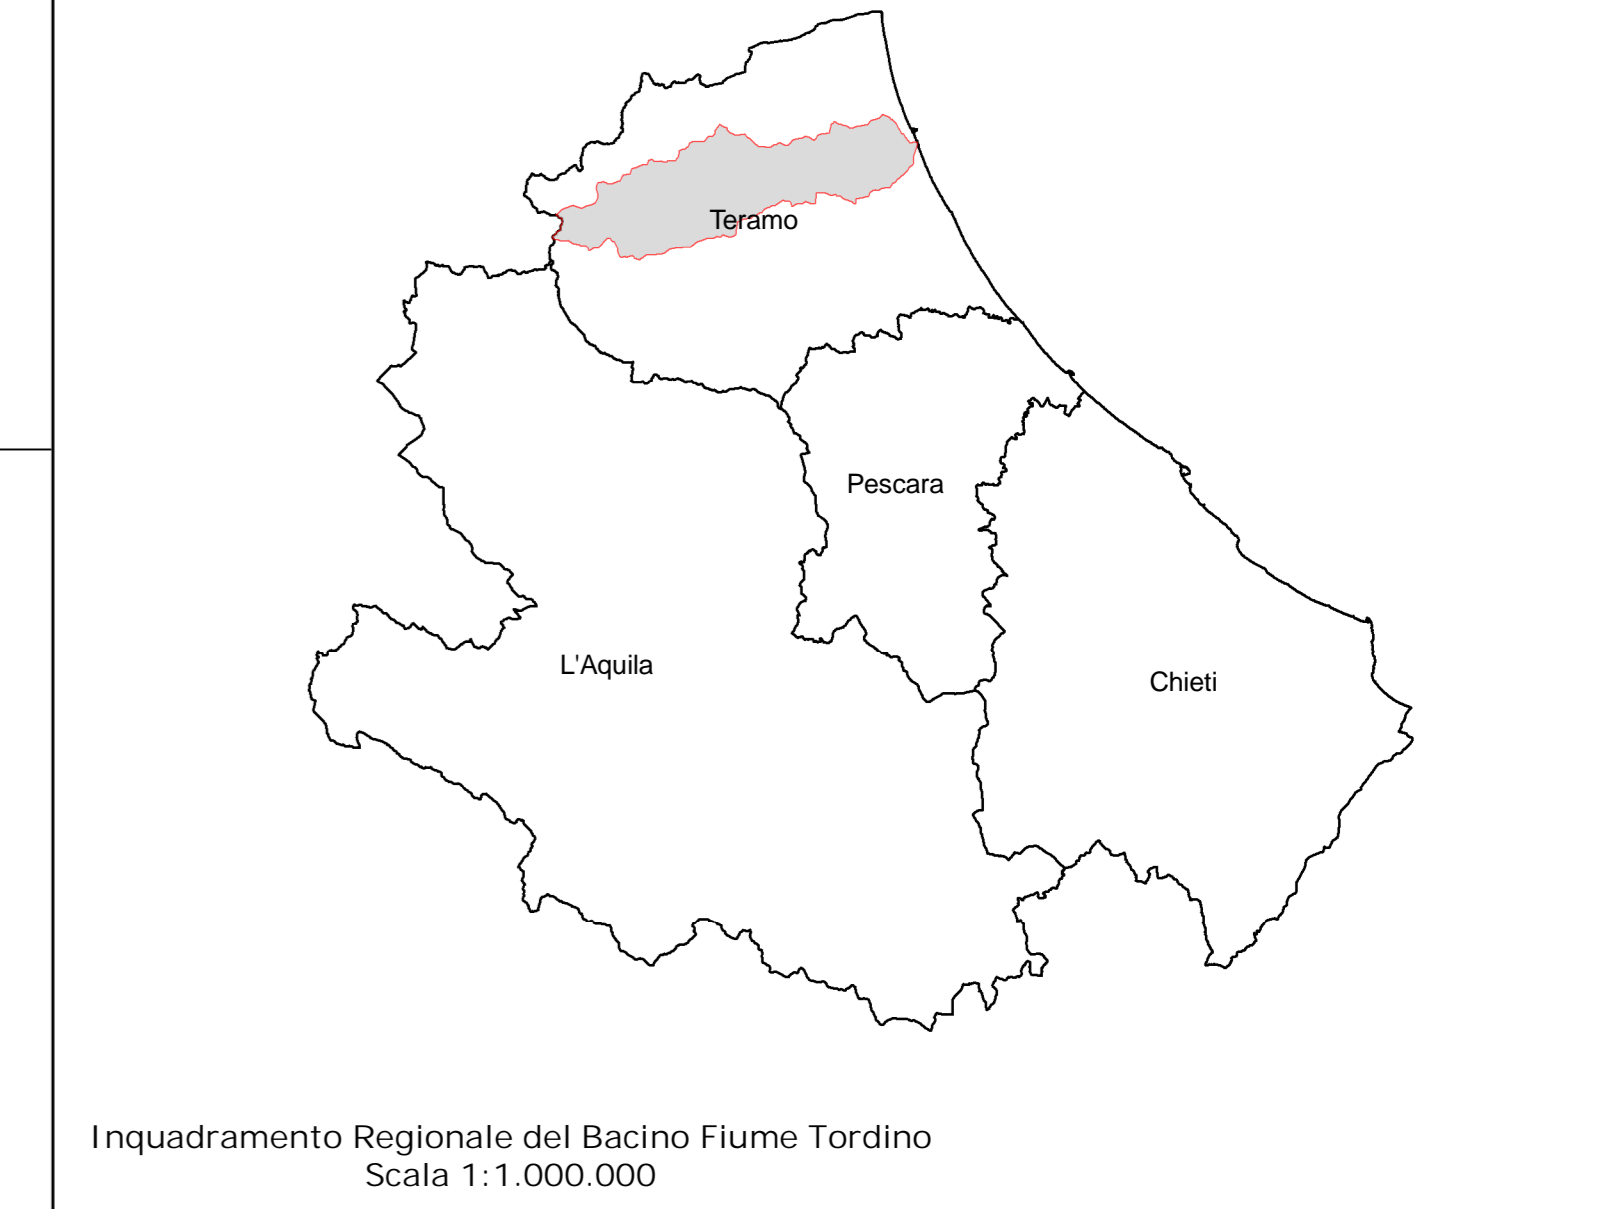 Teramo
Pescara
L'Aquila
Chieti
Inquadramento Regionale del Bacino Fiume Tordino
Scala 1:1.000.000